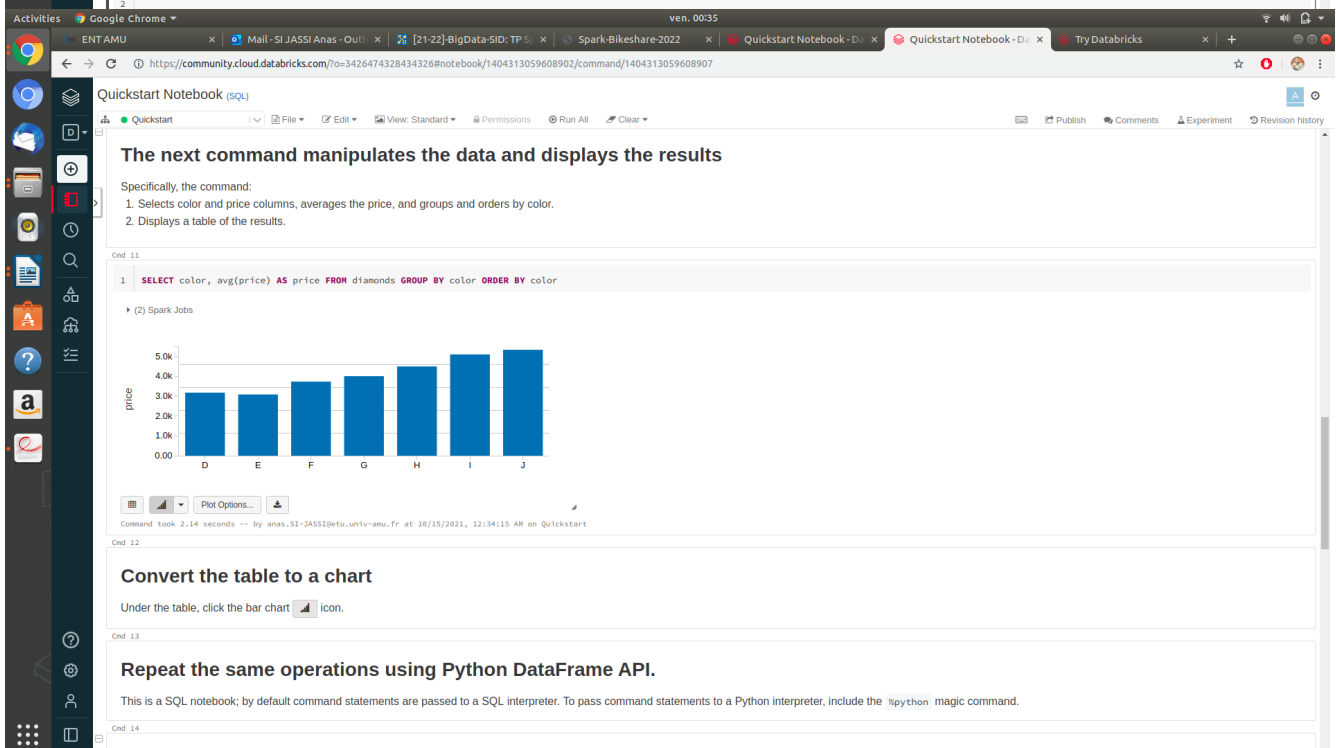 2
Activities Google Chrome ven. 00:35
ENT AMU Mail - SI JASSI Anas - Outl [21-22]-BigData-SID: TP S Spark-Bikeshare-2022 Quickstart Notebook - D Quickstart Notebook - Da Try Databricks
https://community.cloud.databricks.com/?o=3426474328434326#notebook/1404313059608902/command/1404313059608907
Quickstart Notebook (SQL)
A
Quickstart File Edit View: Standard Permissions Run All Clear Publish Comments Experiment Revision history
D
The next command manipulates the data and displays the results
Specifically, the command:
1. Selects color and price columns, averages the price, and groups and orders by color.
2. Displays a table of the results.
Cmd 11
1 SELECT color, avg(price) AS price FROM diamonds GROUP BY color ORDER BY color
(2) Spark Jobs
5.0k
4.0k
3.0k
2.0k
1.0k
0.00
price
D E F G H I J
Plot Options...
Command took 2.14 seconds -- by anas.SI-JASSI@etu.univ-amu.fr at 10/15/2021, 12:34:15 AM on Quickstart
Cmd 12
Convert the table to a chart
Under the table, click the bar chart icon.
Cmd 13
Repeat the same operations using Python DataFrame API.
This is a SQL notebook; by default command statements are passed to a SQL interpreter. To pass command statements to a Python interpreter, include the %python magic command.
Cmd 14